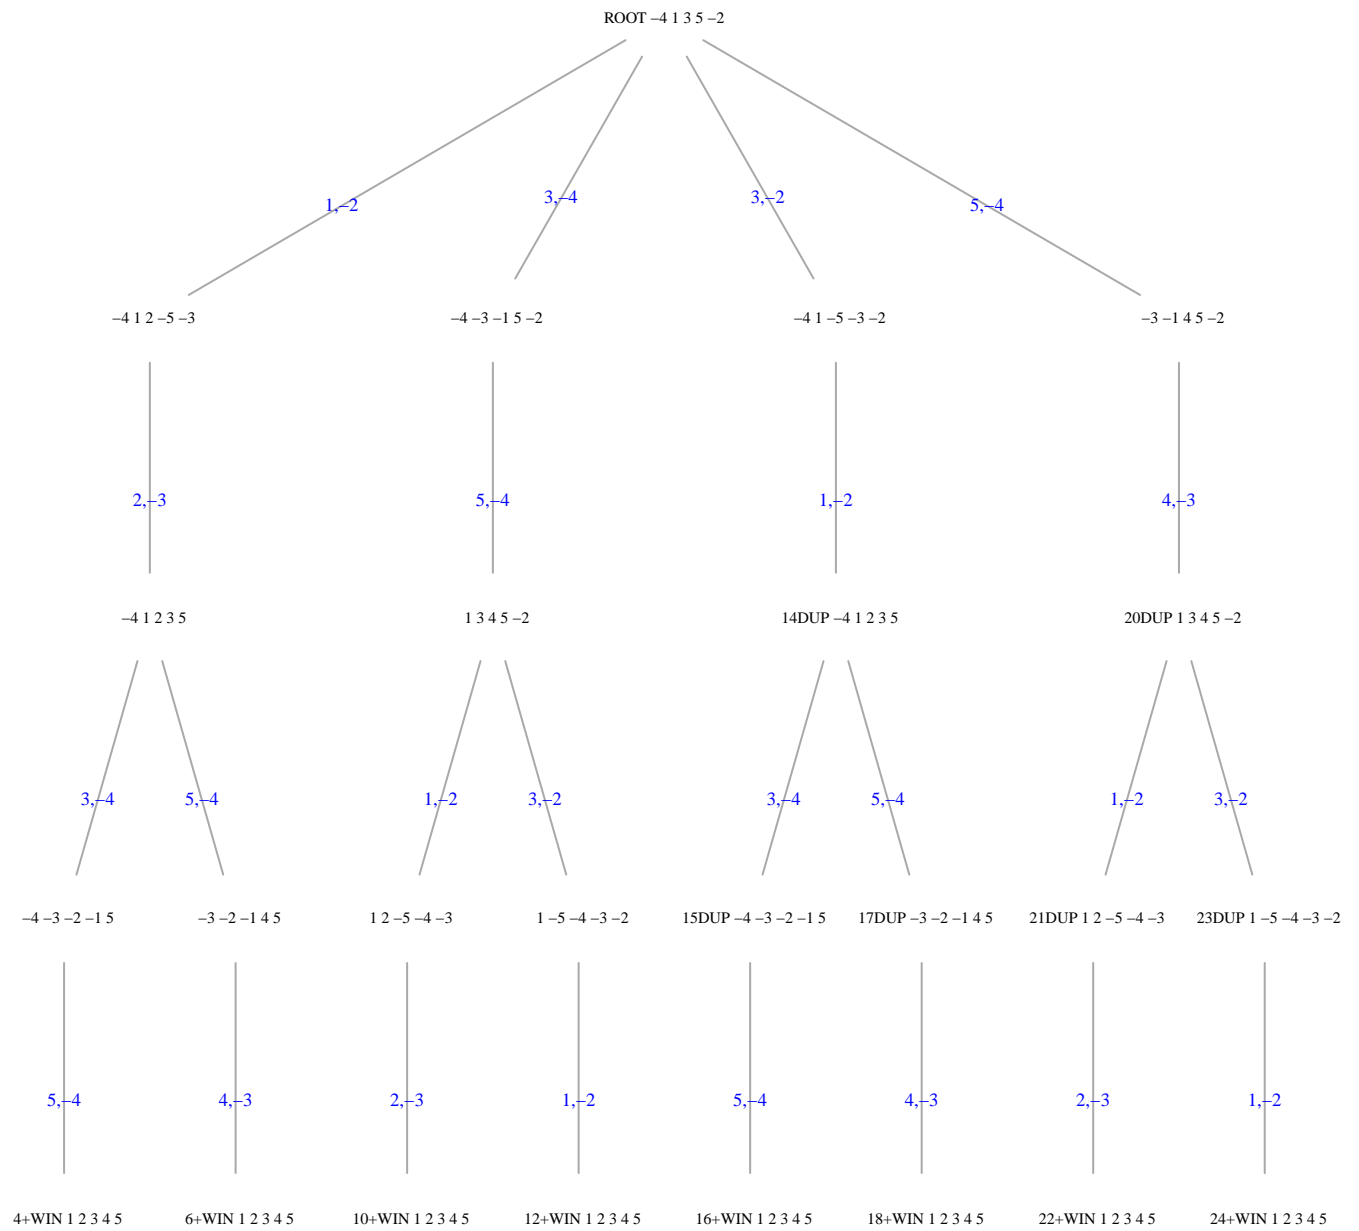 ROOT −4 1 3 5 −2
1,−2
3,−4
3,−2
5,−4
−4 1 2 −5 −3
−4 −3 −1 5 −2
−4 1 −5 −3 −2
−3 −1 4 5 −2
2,−3
5,−4
1,−2
4,−3
−4 1 2 3 5
1 3 4 5 −2
14DUP −4 1 2 3 5
20DUP 1 3 4 5 −2
3,−4
5,−4
1,−2
3,−2
3,−4
5,−4
1,−2
3,−2
−4 −3 −2 −1 5
−3 −2 −1 4 5
1 2 −5 −4 −3
1 −5 −4 −3 −2
15DUP −4 −3 −2 −1 5
17DUP −3 −2 −1 4 5
21DUP 1 2 −5 −4 −3
23DUP 1 −5 −4 −3 −2
5,−4
4,−3
2,−3
1,−2
5,−4
4,−3
2,−3
1,−2
4+WIN 1 2 3 4 5
6+WIN 1 2 3 4 5
10+WIN 1 2 3 4 5
12+WIN 1 2 3 4 5
16+WIN 1 2 3 4 5
18+WIN 1 2 3 4 5
22+WIN 1 2 3 4 5
24+WIN 1 2 3 4 5